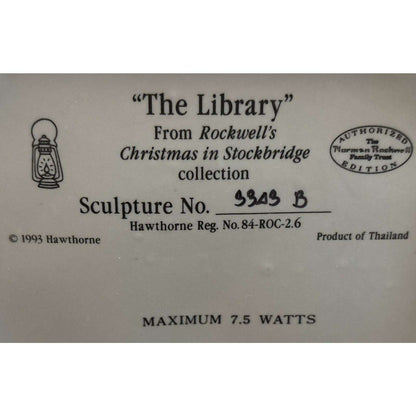 "The Library"
From Rockwell's
Christmas in Stockbridge
collection
AUTHORIZED
The
Norman Rockwell
Family Trust
EDITION
Sculpture No. 3343 B
Hawthorne Reg. No. 84-ROC-2.6
© 1993 Hawthorne
Product of Thailand
MAXIMUM 7.5 WATTS